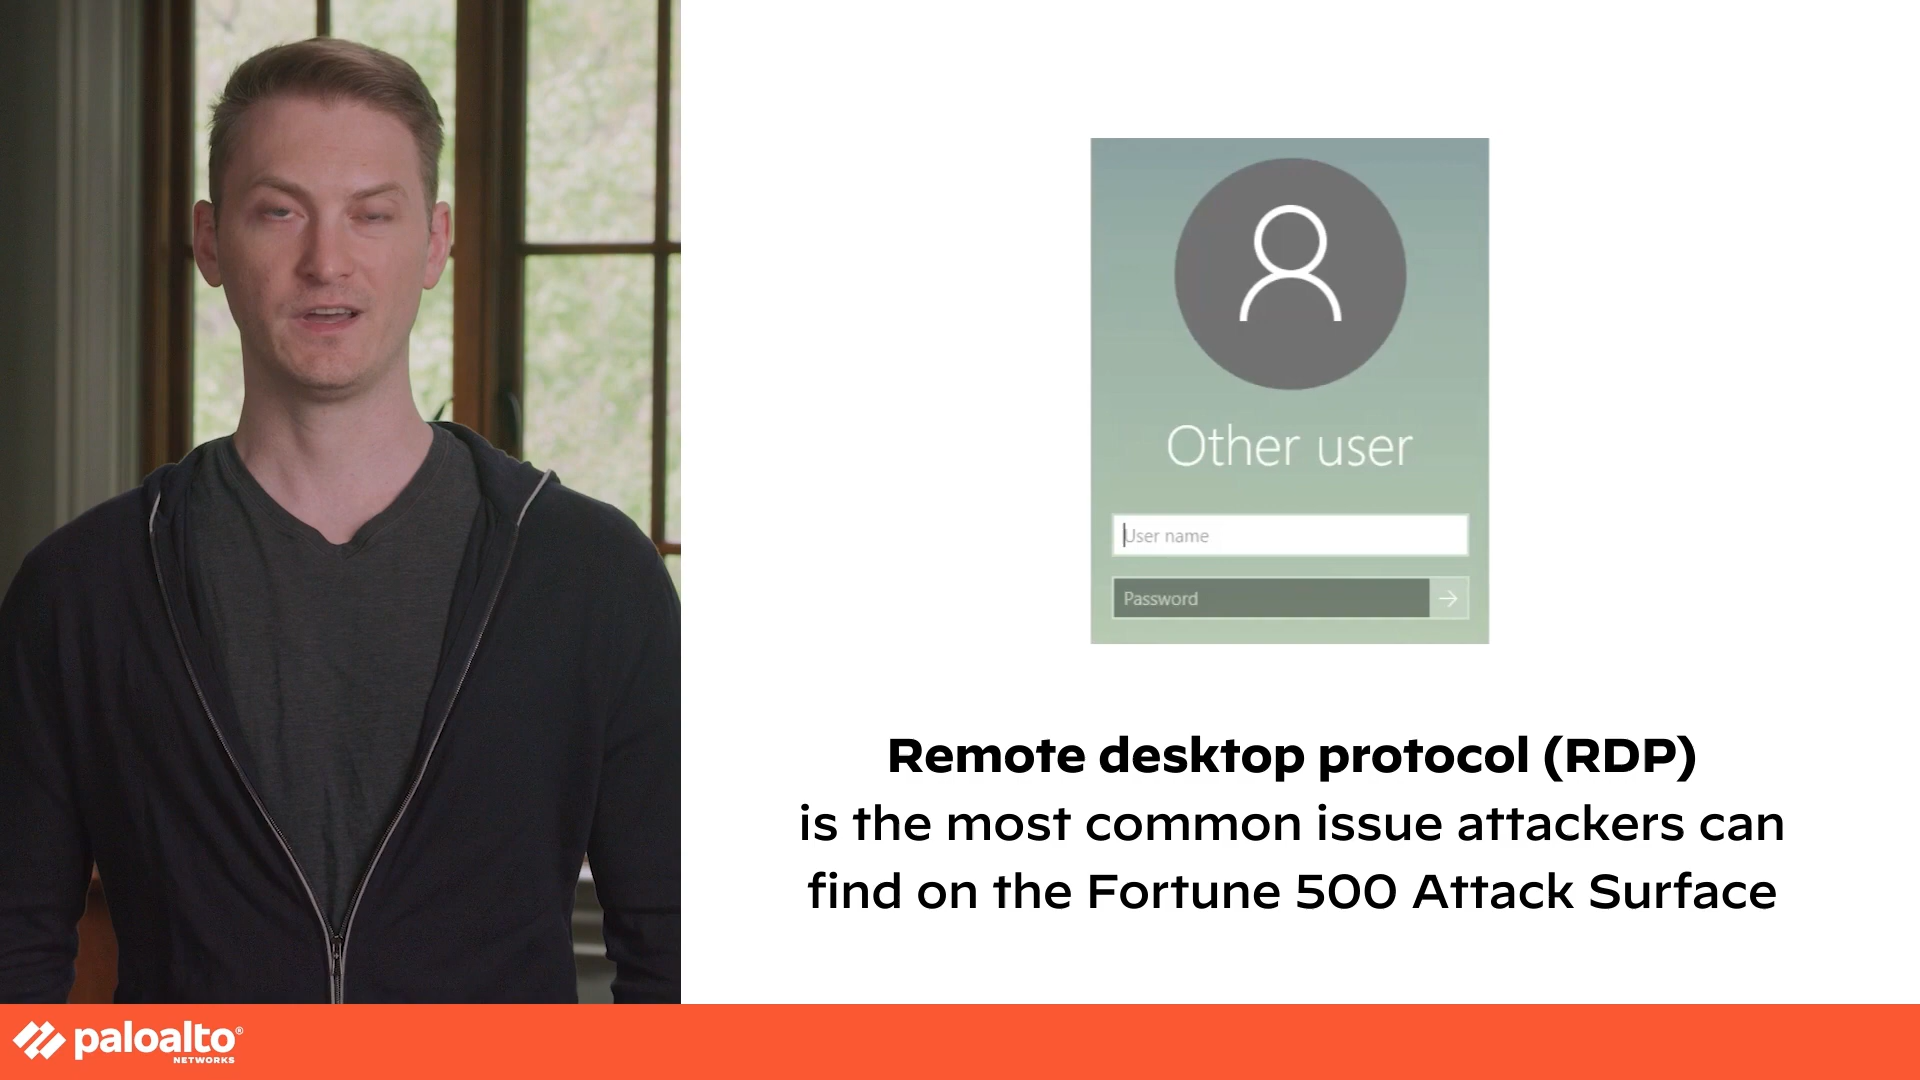 Other user
User name
Password
Remote desktop protocol (RDP)
is the most common issue attackers can
find on the Fortune 500 Attack Surface
paloalto®
NETWORKS